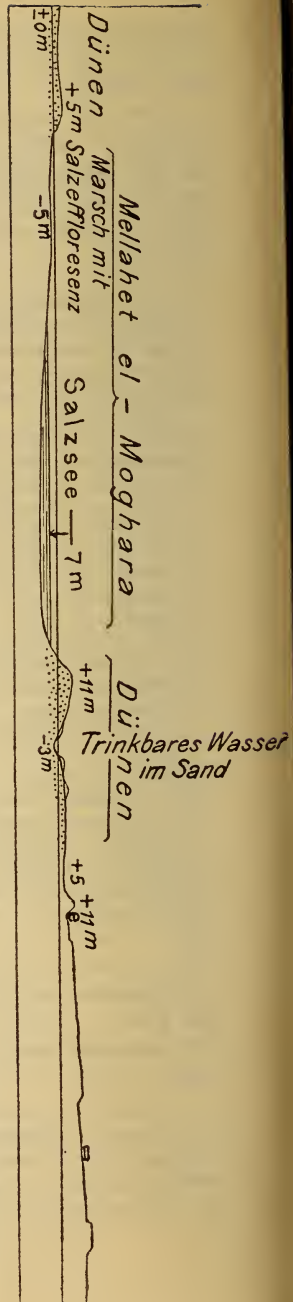 Mellahet el-Moghara
Dünen
Marsch mit
Salzeffloresenz
+5m
±0m
-5m
Salzsee — 7m
Dünen
+11m
-3m
Trinkbares Wasser
im Sand
+5
+11m
e